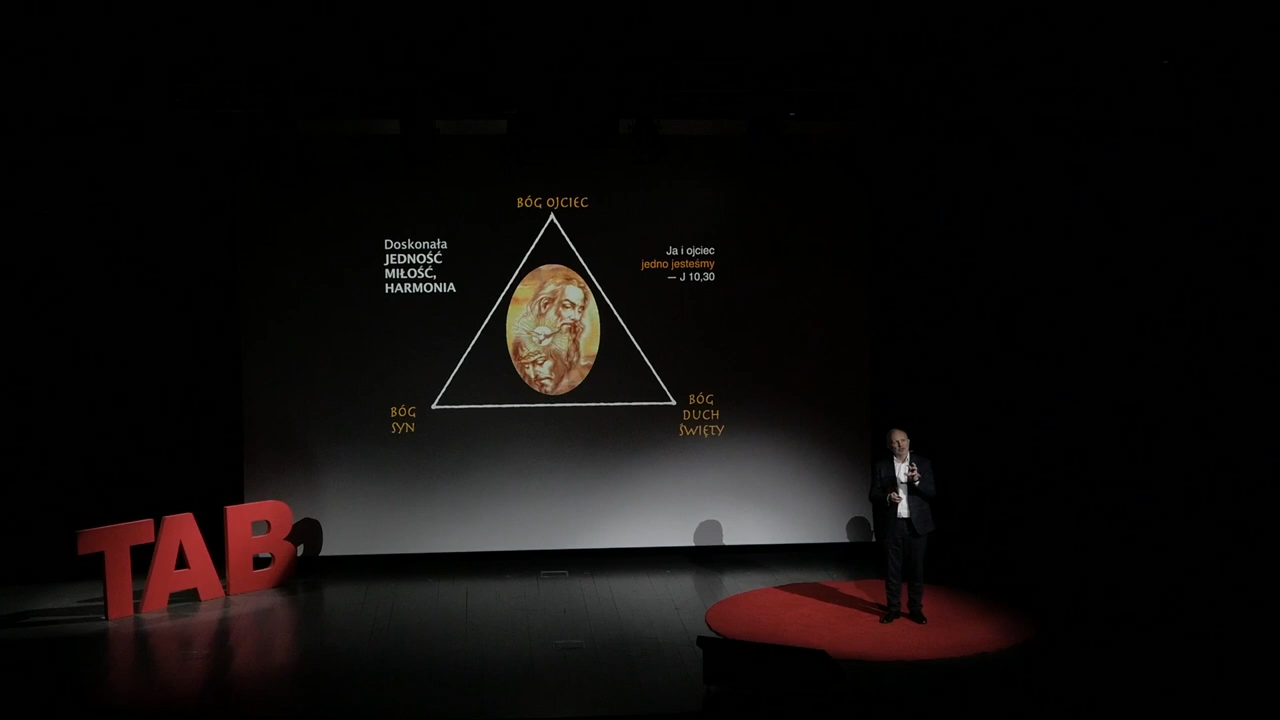 BÓG OJCIEC
Doskonała
JEDNOŚĆ
MIŁOŚĆ,
HARMONIA
Ja i ojciec
jedno jesteśmy
— J 10,30
BÓG
SYN
BÓG
DUCH
ŚWIĘTY
TAB